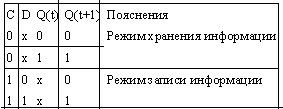 C D Q(t) Q(t+1) Пояснения
0 x 0 0 Режим хранения информации
0 x 1 1
1 0 x 0 Режим записи информации
1 1 x 1